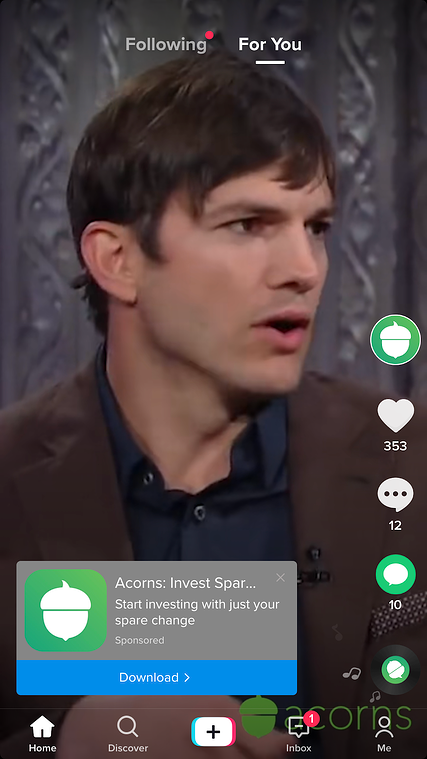 Following
For You
353
12
10
Acorns: Invest Spar...
Start investing with just your
spare change
Sponsored
Download
acorns
1
Home
Discover
Inbox
Me